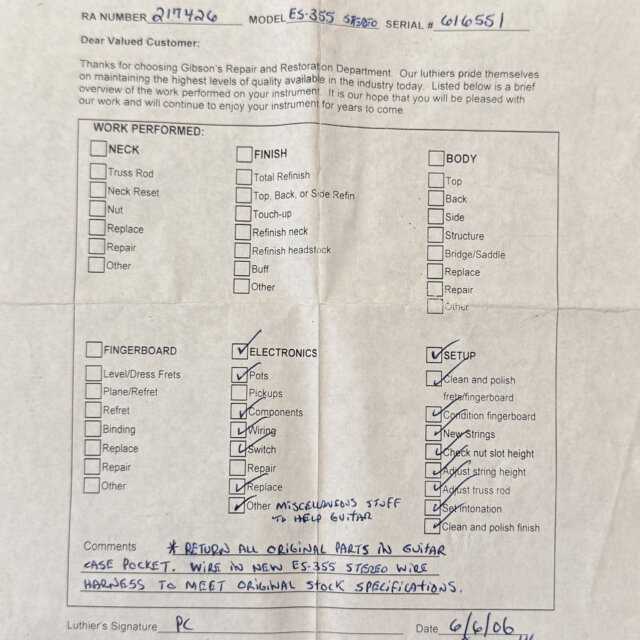 RA NUMBER 217426 MODEL ES-355 STEREO SERIAL # 616551
Dear Valued Customer:
Thanks for choosing Gibson's Repair and Restoration Department. Our luthiers pride themselves
on maintaining the highest levels of quality available in the industry today. Listed below is a brief
overview of the work performed on your instrument. It is our hope that you will be pleased with
our work and will continue to enjoy your instrument for years to come.
WORK PERFORMED:
NECK
Truss Rod
Neck Reset
Nut
Replace
Repair
Other
FINISH
Total Refinish
Top, Back, or Side Refin
Touch-up
Refinish neck
Refinish headstock
Buff
Other
BODY
Top
Back
Side
Structure
Bridge/Saddle
Replace
Repair
Other
FINGERBOARD
Level/Dress Frets
Plane/Refret
Refret
Binding
Replace
Repair
Other
ELECTRONICS
Pots
Pickups
Components
Wiring
Switch
Repair
Replace
Other MISCELLANEOUS STUFF
TO HELP GUITAR
SETUP
Clean and polish
frets/fingerboard
Condition fingerboard
New Strings
Check nut slot height
Adjust string height
Adjust truss rod
Set intonation
Clean and polish finish
Comments * RETURN ALL ORIGINAL PARTS IN GUITAR
CASE POCKET. WIRE IN NEW ES-355 STEREO WIRE
HARNESS TO MEET ORIGINAL STOCK SPECIFICATIONS.
Luthier's Signature PC Date 6/6/06